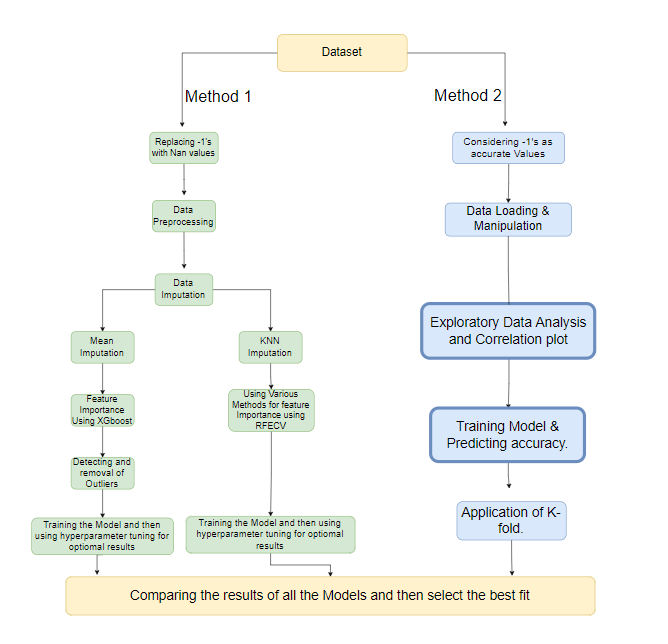 Dataset
Method 1
Method 2
Replacing -1's
with Nan values
Considering -1's as
accurate Values
Data
Preprocessing
Data Loading &
Manipulation
Data
Imputation
Exploratory Data Analysis
and Correlation plot
Mean
Imputation
KNN
Imputation
Feature
Importance
Using XGboost
Using Various
Methods for feature
Importance using
RFECV
Training Model &
Predicting accuracy.
Detecting and
removal of
Outliers
Application of K-
fold.
Training the Model and then
using hyperparameter tuning for
optiomal results
Training the Model and then using
hyperparameter tuning for optiomal
results
Comparing the results of all the Models and then select the best fit